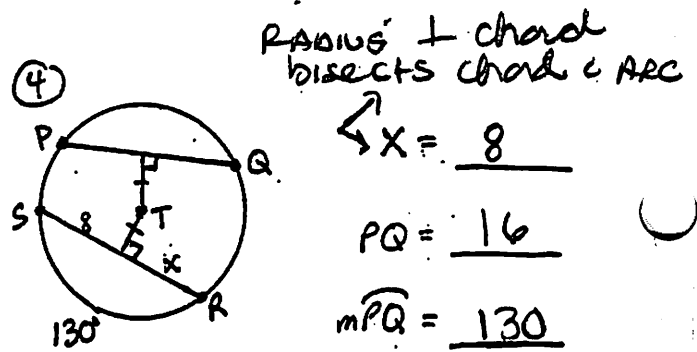 RADIUS ⊥ chord
bisects chord & ARC
4
P
Q
X = 8
S
8
T
x
PQ = 16
R
130°
mPQ = 130